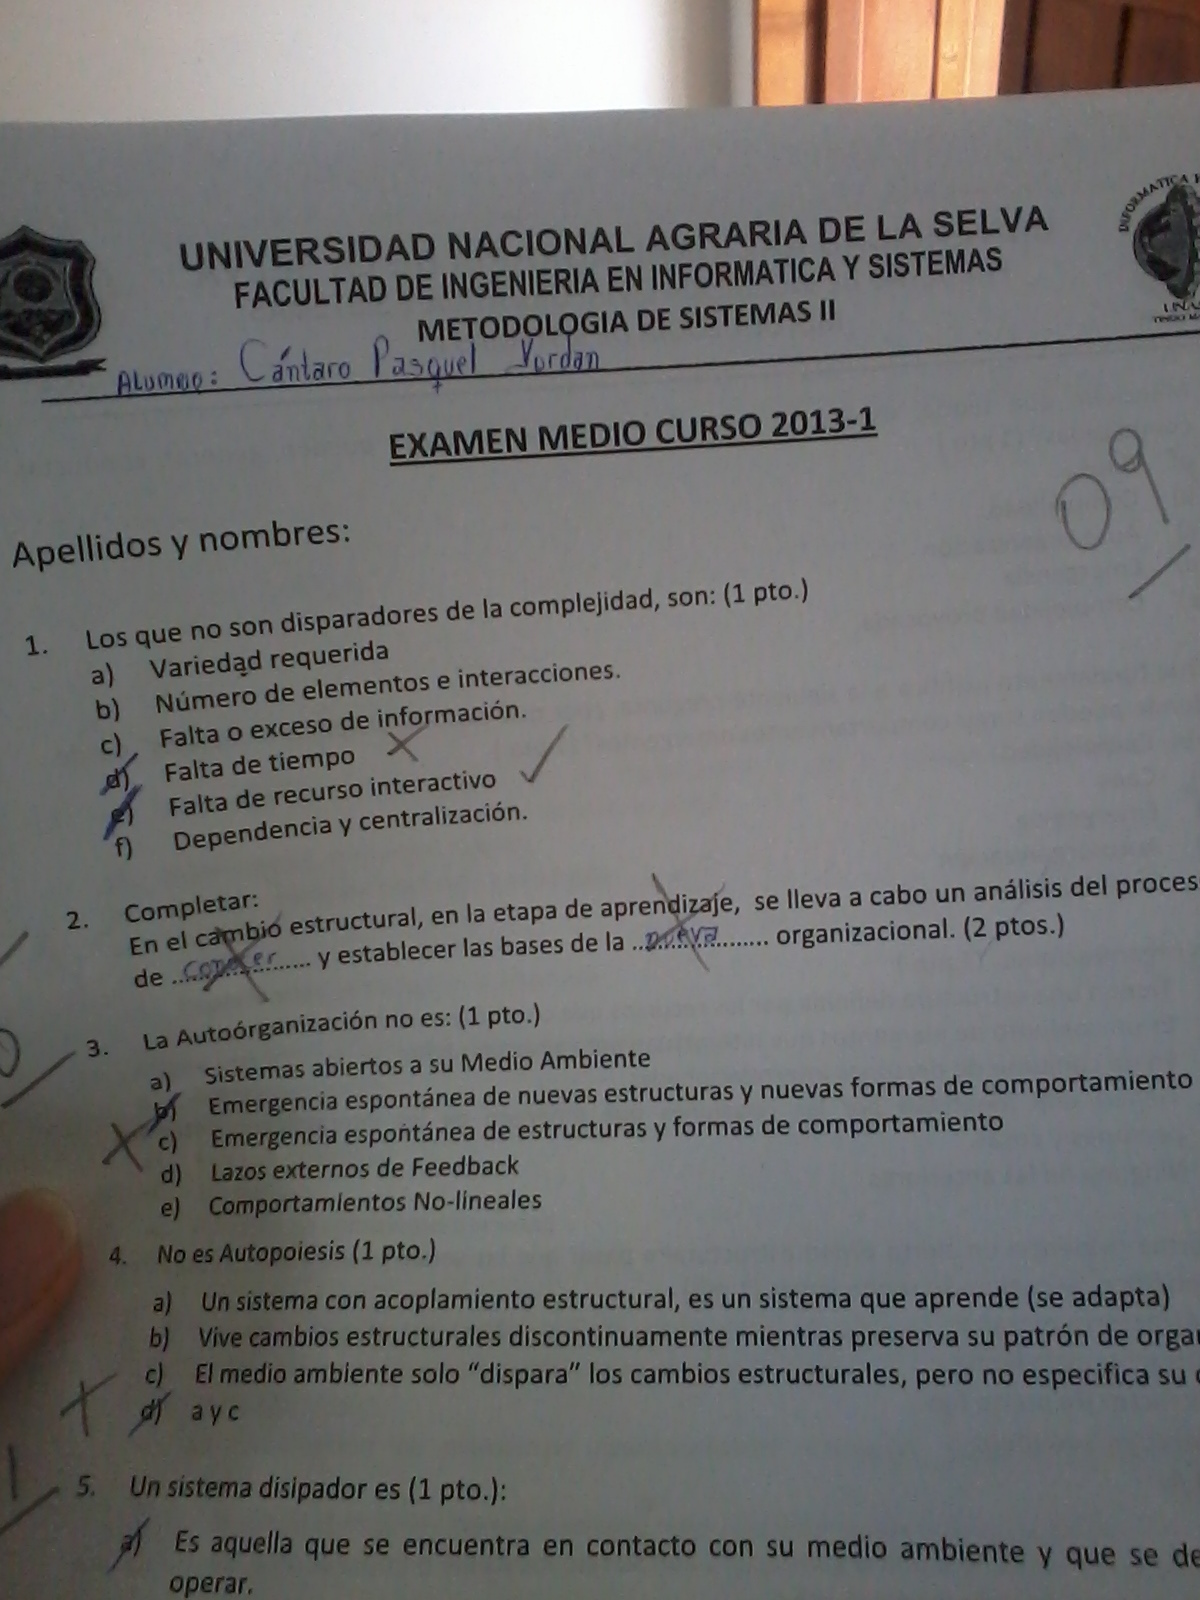 INFORMATICA
UNIVERSIDAD NACIONAL AGRARIA DE LA SELVA
FACULTAD DE INGENIERIA EN INFORMATICA Y SISTEMAS
METODOLOGIA DE SISTEMAS II
Alumno: Cántaro Pasquel Yordan
EXAMEN MEDIO CURSO 2013-1
09
Apellidos y nombres:
1. Los que no son disparadores de la complejidad, son: (1 pto.)
a) Variedad requerida
b) Número de elementos e interacciones.
c) Falta o exceso de información.
d) Falta de tiempo
e) Falta de recurso interactivo
f) Dependencia y centralización.
2. Completar:
En el cambio estructural, en la etapa de aprendizaje, se lleva a cabo un análisis del proces
de ...conocer... y establecer las bases de la ...nueva... organizacional. (2 ptos.)
3. La Autoórganización no es: (1 pto.)
a) Sistemas abiertos a su Medio Ambiente
b) Emergencia espontánea de nuevas estructuras y nuevas formas de comportamiento
c) Emergencia espontánea de estructuras y formas de comportamiento
d) Lazos externos de Feedback
e) Comportamientos No-lineales
4. No es Autopoiesis (1 pto.)
a) Un sistema con acoplamiento estructural, es un sistema que aprende (se adapta)
b) Vive cambios estructurales discontinuamente mientras preserva su patrón de orga
c) El medio ambiente solo "dispara" los cambios estructurales, pero no especifica su
d) a y c
1
5. Un sistema disipador es (1 pto.):
a) Es aquella que se encuentra en contacto con su medio ambiente y que se de
operar.